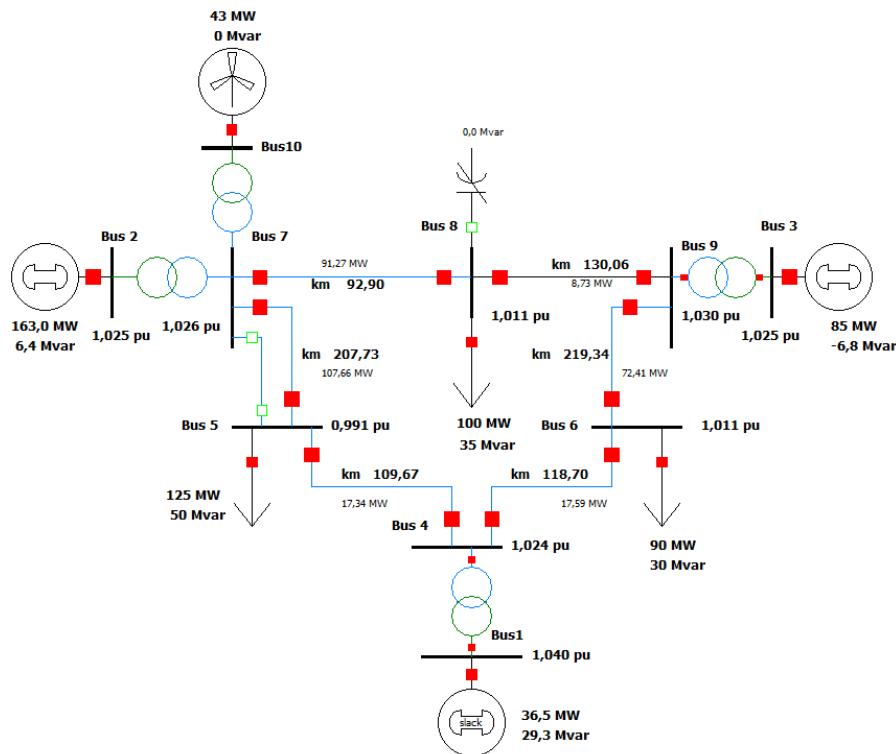 43 MW
0 Mvar
Bus10
0,0 Mvar
Bus 2
Bus 7
Bus 8
Bus 9
Bus 3
91,27 MW
km 92,90
km 130,06
8,73 MW
163,0 MW
6,4 Mvar
1,025 pu
1,026 pu
1,011 pu
1,030 pu
1,025 pu
85 MW
-6,8 Mvar
km 207,73
107,66 MW
km 219,34
72,41 MW
100 MW
35 Mvar
Bus 5
0,991 pu
Bus 6
1,011 pu
km 109,67
17,34 MW
km 118,70
17,59 MW
125 MW
50 Mvar
Bus 4
1,024 pu
90 MW
30 Mvar
Bus1
1,040 pu
slack
36,5 MW
29,3 Mvar